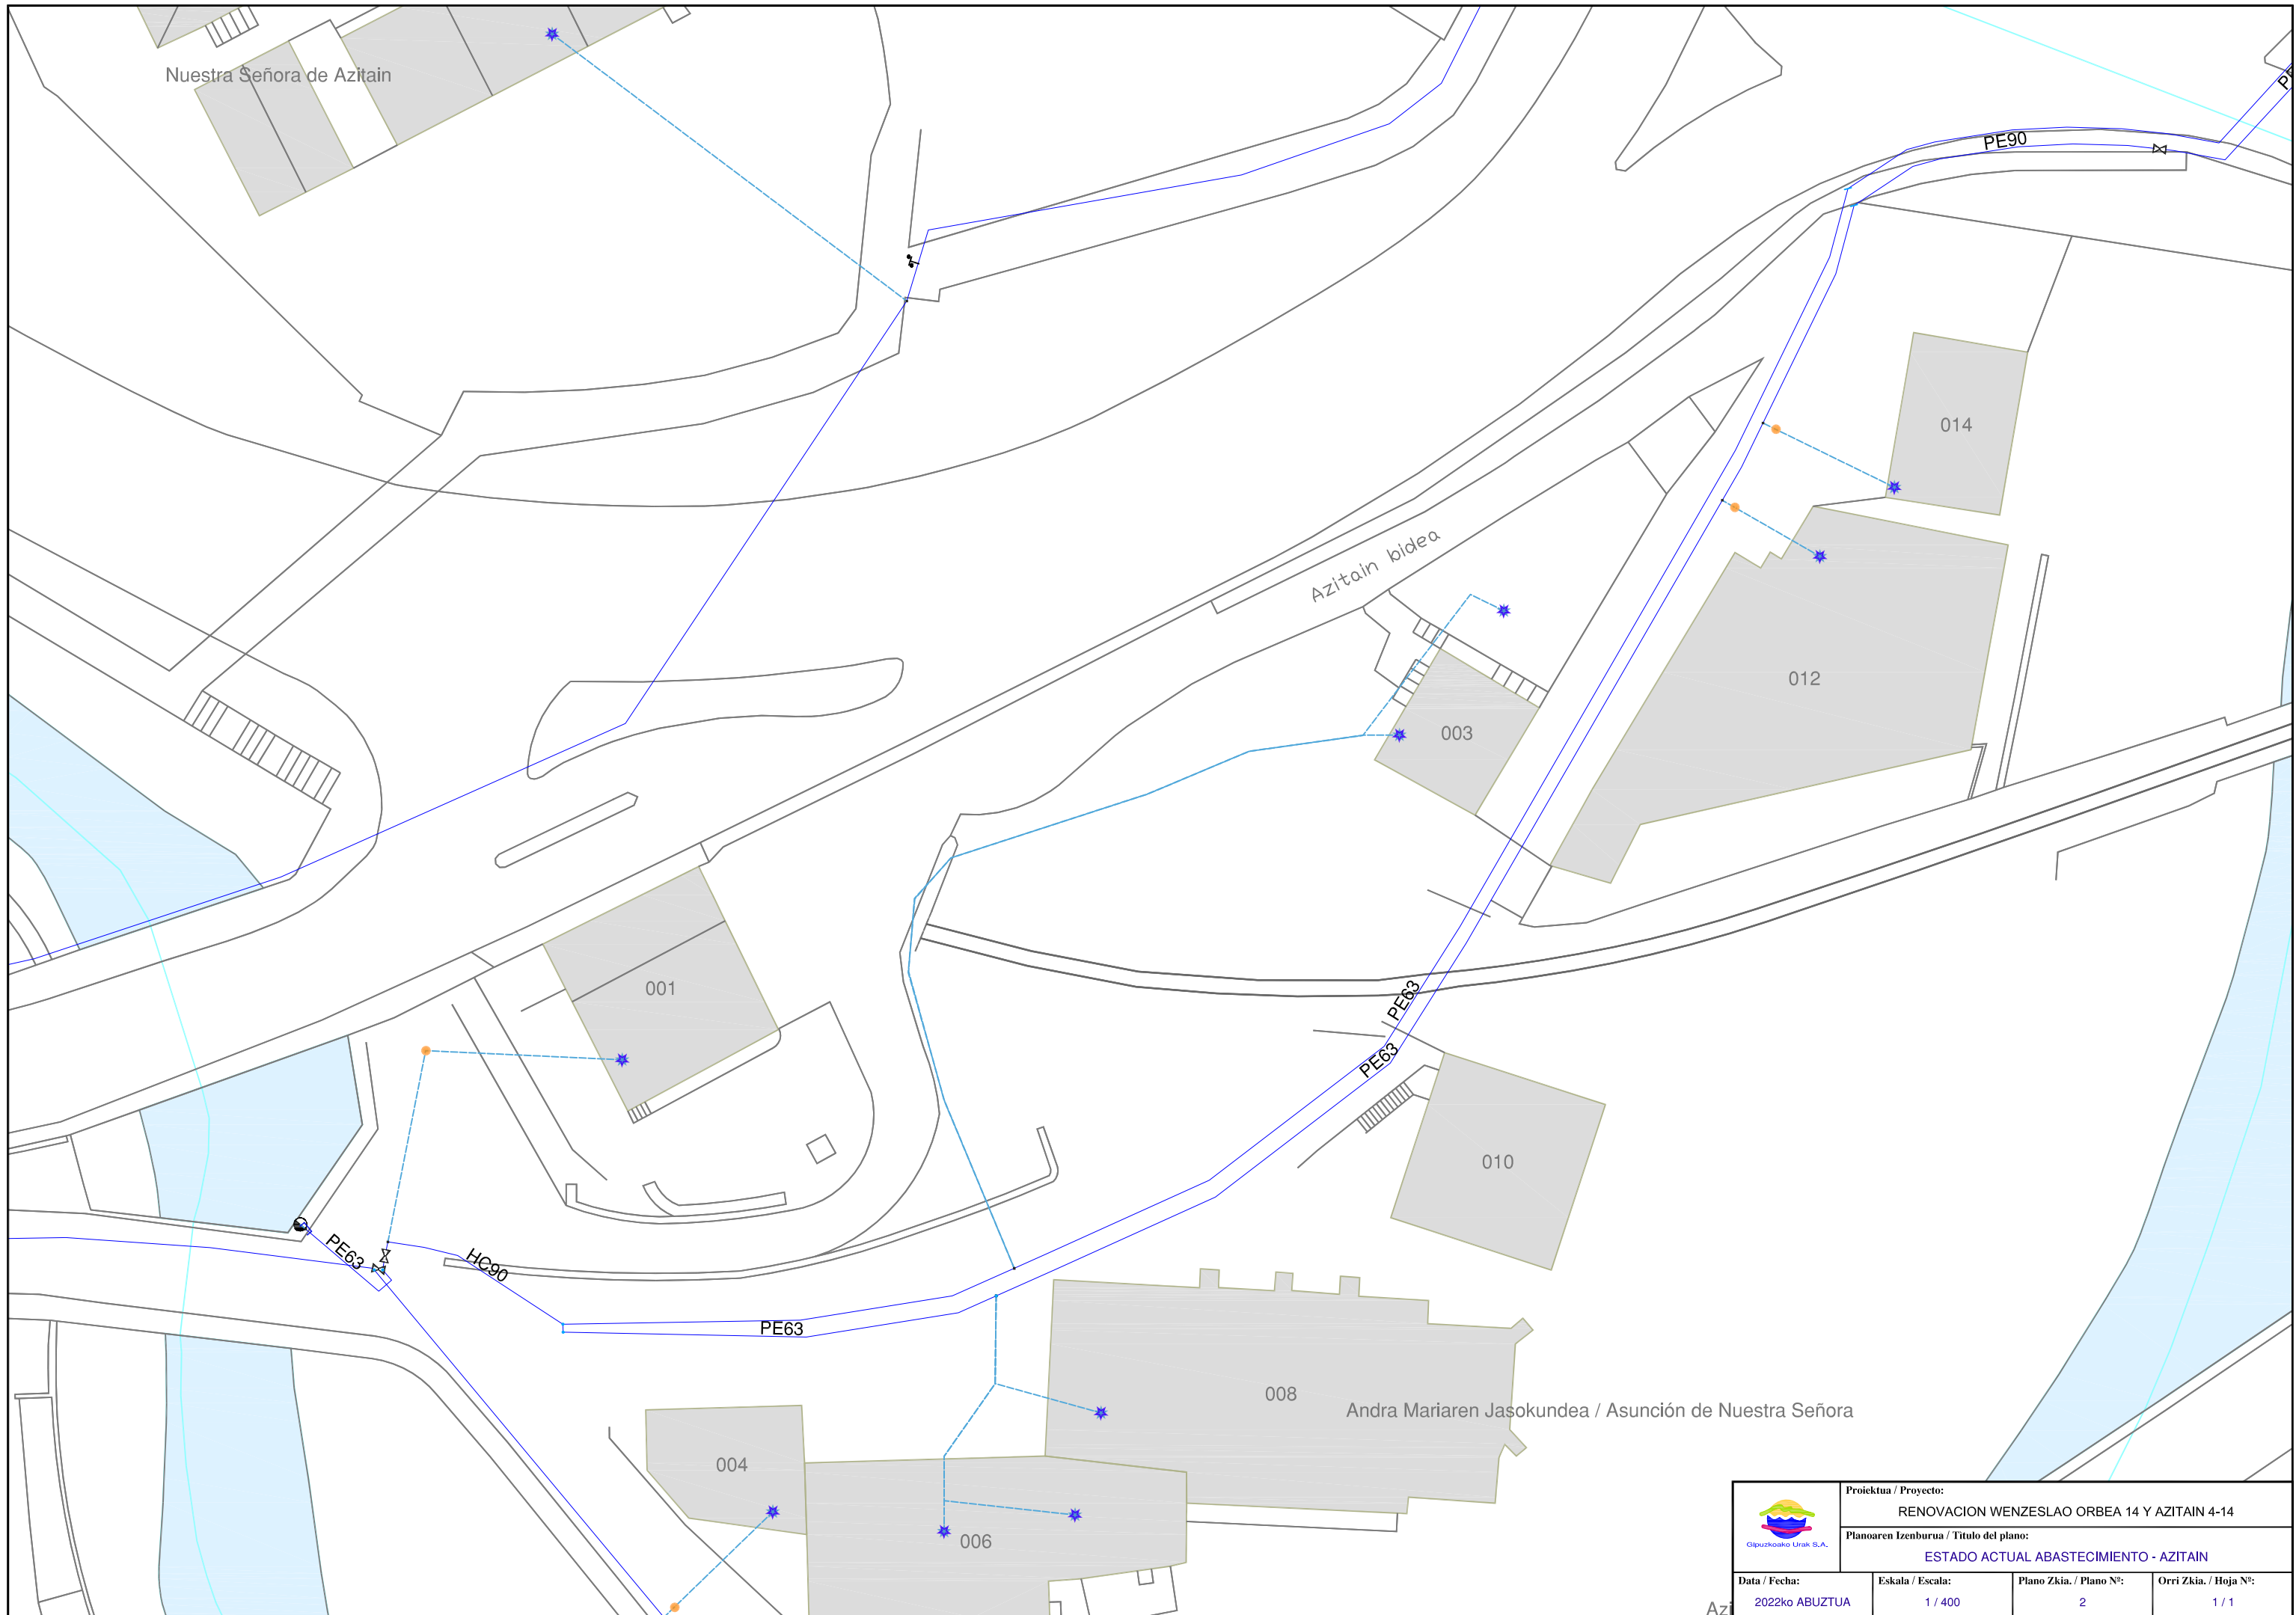 Nuestra Señora de Azitain
PE90
014
Azitain bidea
012
003
001
PE63
PE63
010
PE63
HC90
PE63
008
Andra Mariaren Jasokundea / Asunción de Nuestra Señora
004
006
Gipuzkoako Urak S.A.
Proiektua / Proyecto:
RENOVACION WENZESLAO ORBEA 14 Y AZITAIN 4-14
Planoaren Izenburua / Titulo del plano:
ESTADO ACTUAL ABASTECIMIENTO - AZITAIN
Data / Fecha:
2022ko ABUZTUA
Eskala / Escala:
1 / 400
Plano Zkia. / Plano Nº:
2
Orri Zkia. / Hoja Nº:
1 / 1